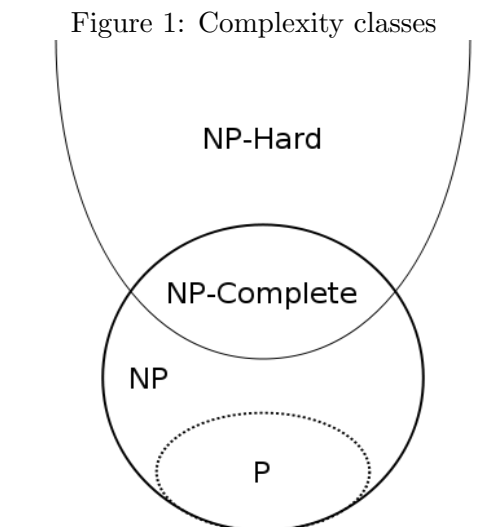 Figure 1: Complexity classes
NP-Hard
NP-Complete
NP
P